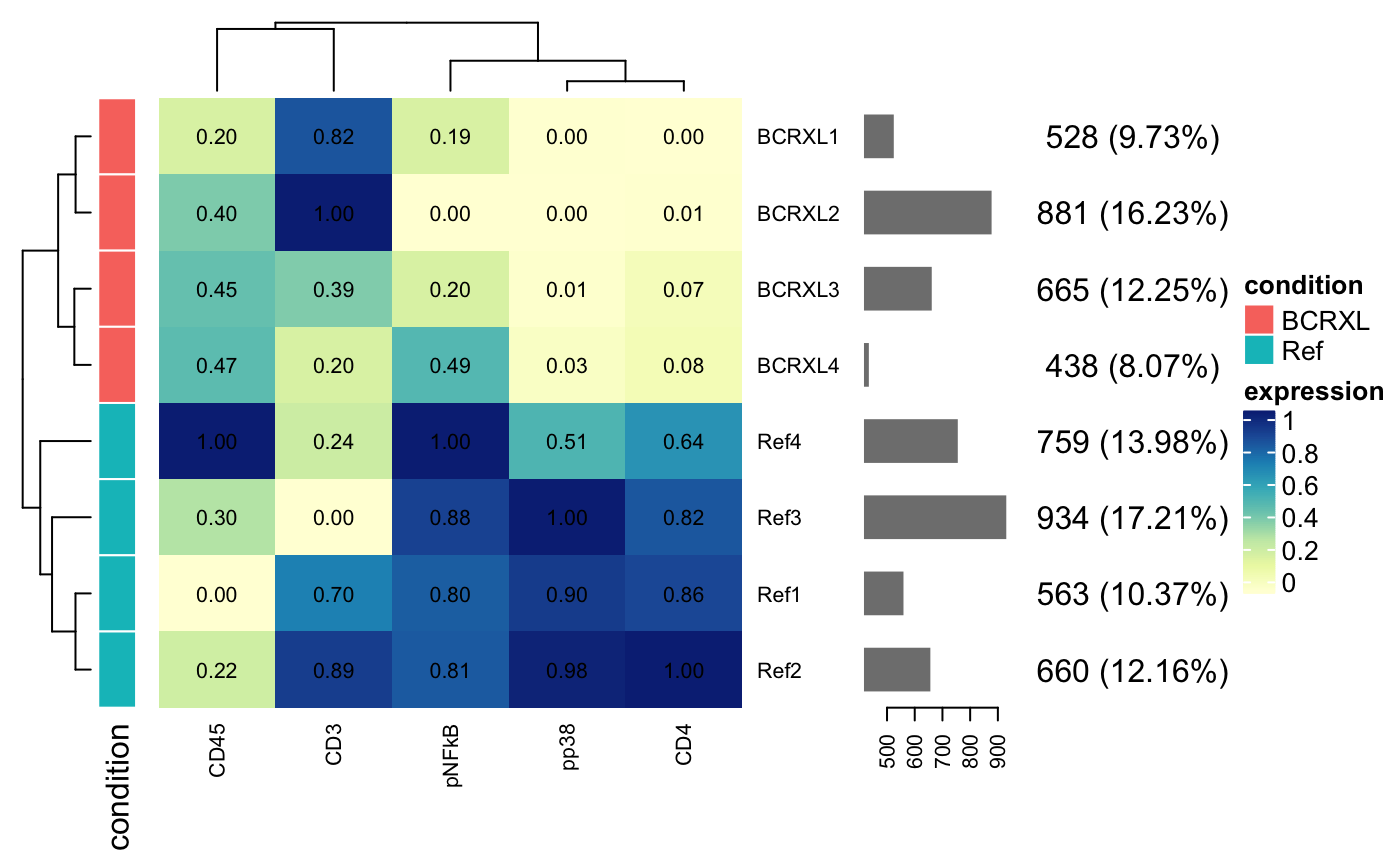 0.20 0.82 0.19 0.00 0.00 BCRXL1 528 (9.73%)
0.40 1.00 0.00 0.00 0.01 BCRXL2 881 (16.23%)
0.45 0.39 0.20 0.01 0.07 BCRXL3 665 (12.25%)
0.47 0.20 0.49 0.03 0.08 BCRXL4 438 (8.07%)
1.00 0.24 1.00 0.51 0.64 Ref4 759 (13.98%)
0.30 0.00 0.88 1.00 0.82 Ref3 934 (17.21%)
0.00 0.70 0.80 0.90 0.86 Ref1 563 (10.37%)
0.22 0.89 0.81 0.98 1.00 Ref2 660 (12.16%)
condition
CD45 CD3 pNFkB pp38 CD4
500 600 700 800 900
condition
BCRXL
Ref
expression
1
0.8
0.6
0.4
0.2
0